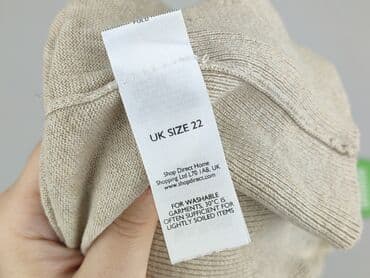 UK SIZE 22
Shop Direct Home
Shopping Ltd L70 1AB, UK
www.shopdirect.com
FOR WASHABLE
GARMENTS, 30°C IS
OFTEN SUFFICIENT FOR
LIGHTLY SOILED ITEMS